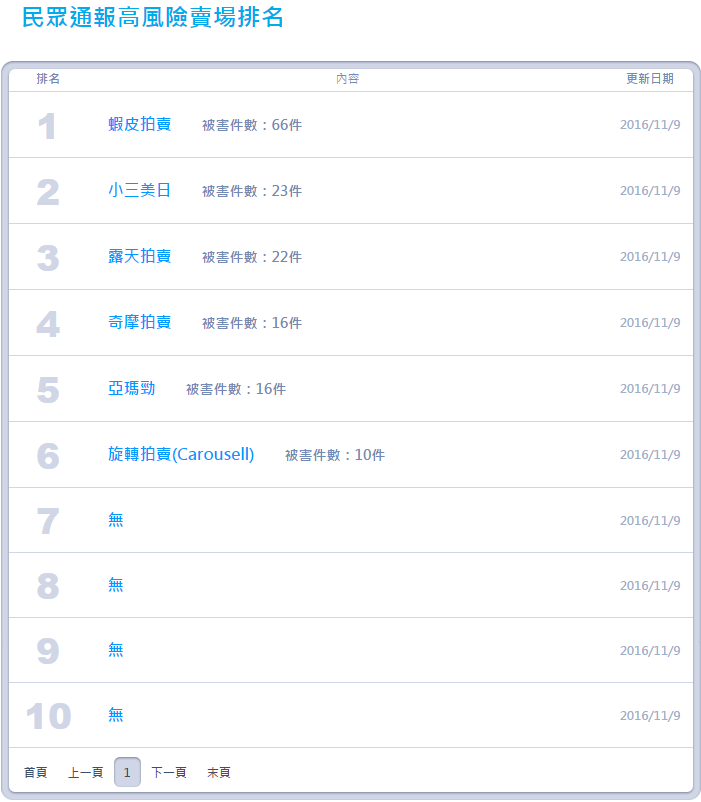 民眾通報高風險賣場排名
排名 內容 更新日期
1 蝦皮拍賣 被害件數：66件 2016/11/9
2 小三美日 被害件數：23件 2016/11/9
3 露天拍賣 被害件數：22件 2016/11/9
4 奇摩拍賣 被害件數：16件 2016/11/9
5 亞瑪勁 被害件數：16件 2016/11/9
6 旋轉拍賣(Carousell) 被害件數：10件 2016/11/9
7 無 2016/11/9
8 無 2016/11/9
9 無 2016/11/9
10 無 2016/11/9
首頁 上一頁 1 下一頁 末頁